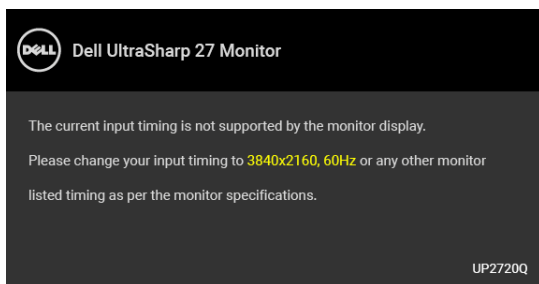 DELL
Dell UltraSharp 27 Monitor
The current input timing is not supported by the monitor display.
Please change your input timing to 3840x2160, 60Hz or any other monitor
listed timing as per the monitor specifications.
UP2720Q